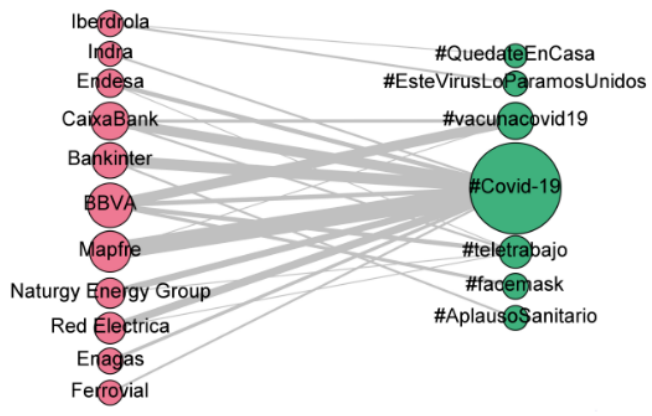 Iberdrola
Indra
Endesa
CaixaBank
Bankinter
BBVA
Mapfre
Naturgy Energy Group
Red Electrica
Enagas
Ferrovial
#QuedateEnCasa
#EsteVirusLoParamosUnidos
#vacunacovid19
#Covid-19
#teletrabajo
#facemask
#AplausoSanitario